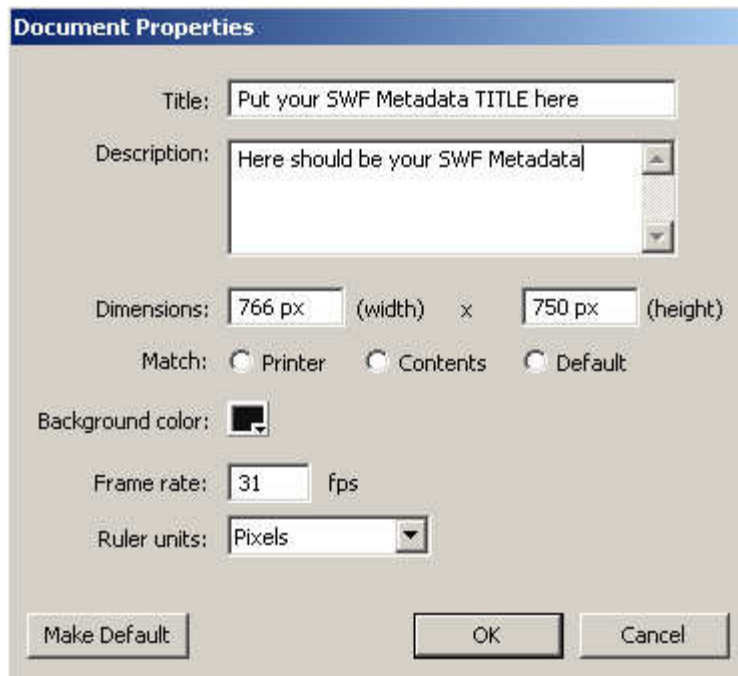 Document Properties
Title: Put your SWF Metadata TITLE here
Description: Here should be your SWF Metadata
Dimensions: 766 px (width) x 750 px (height)
Match: Printer Contents Default
Background color:
Frame rate: 31 fps
Ruler units: Pixels
Make Default OK Cancel